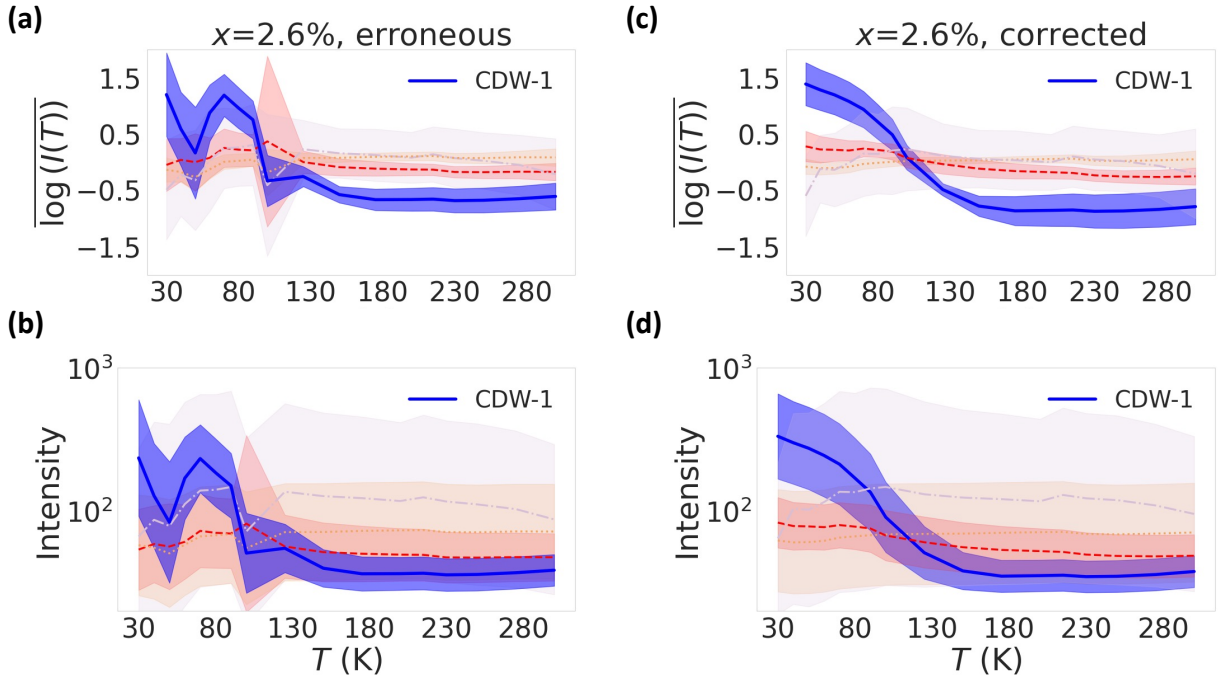 (a)
x=2.6%, erroneous
CDW-1
log (I(T))
1.5
0.5
−0.5
−1.5
30 80 130 180 230 280
(c)
x=2.6%, corrected
CDW-1
log (I(T))
1.5
0.5
−0.5
−1.5
30 80 130 180 230 280
(b)
CDW-1
Intensity
10³
10²
30 80 130 180 230 280
T (K)
(d)
CDW-1
Intensity
10³
10²
30 80 130 180 230 280
T (K)